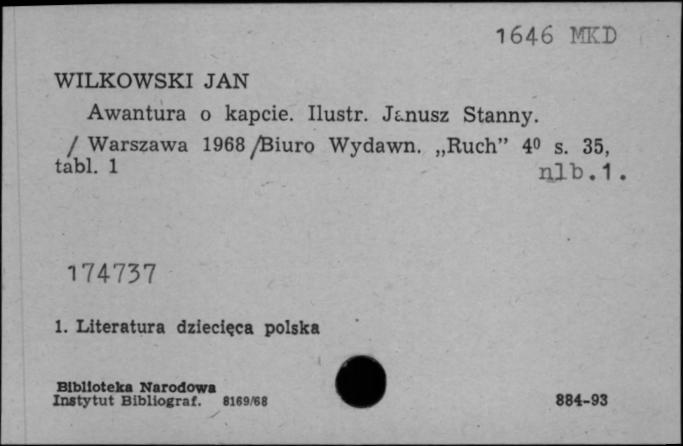 1646 MKD
WILKOWSKI JAN
Awantura o kapcie. Ilustr. Janusz Stanny.
/ Warszawa 1968 /Biuro Wydawn. „Ruch” 4⁰ s. 35,
tabl. 1 nlb.1.
174737
1. Literatura dziecięca polska
Biblioteka Narodowa
Instytut Bibliograf. 8169/68 884-93